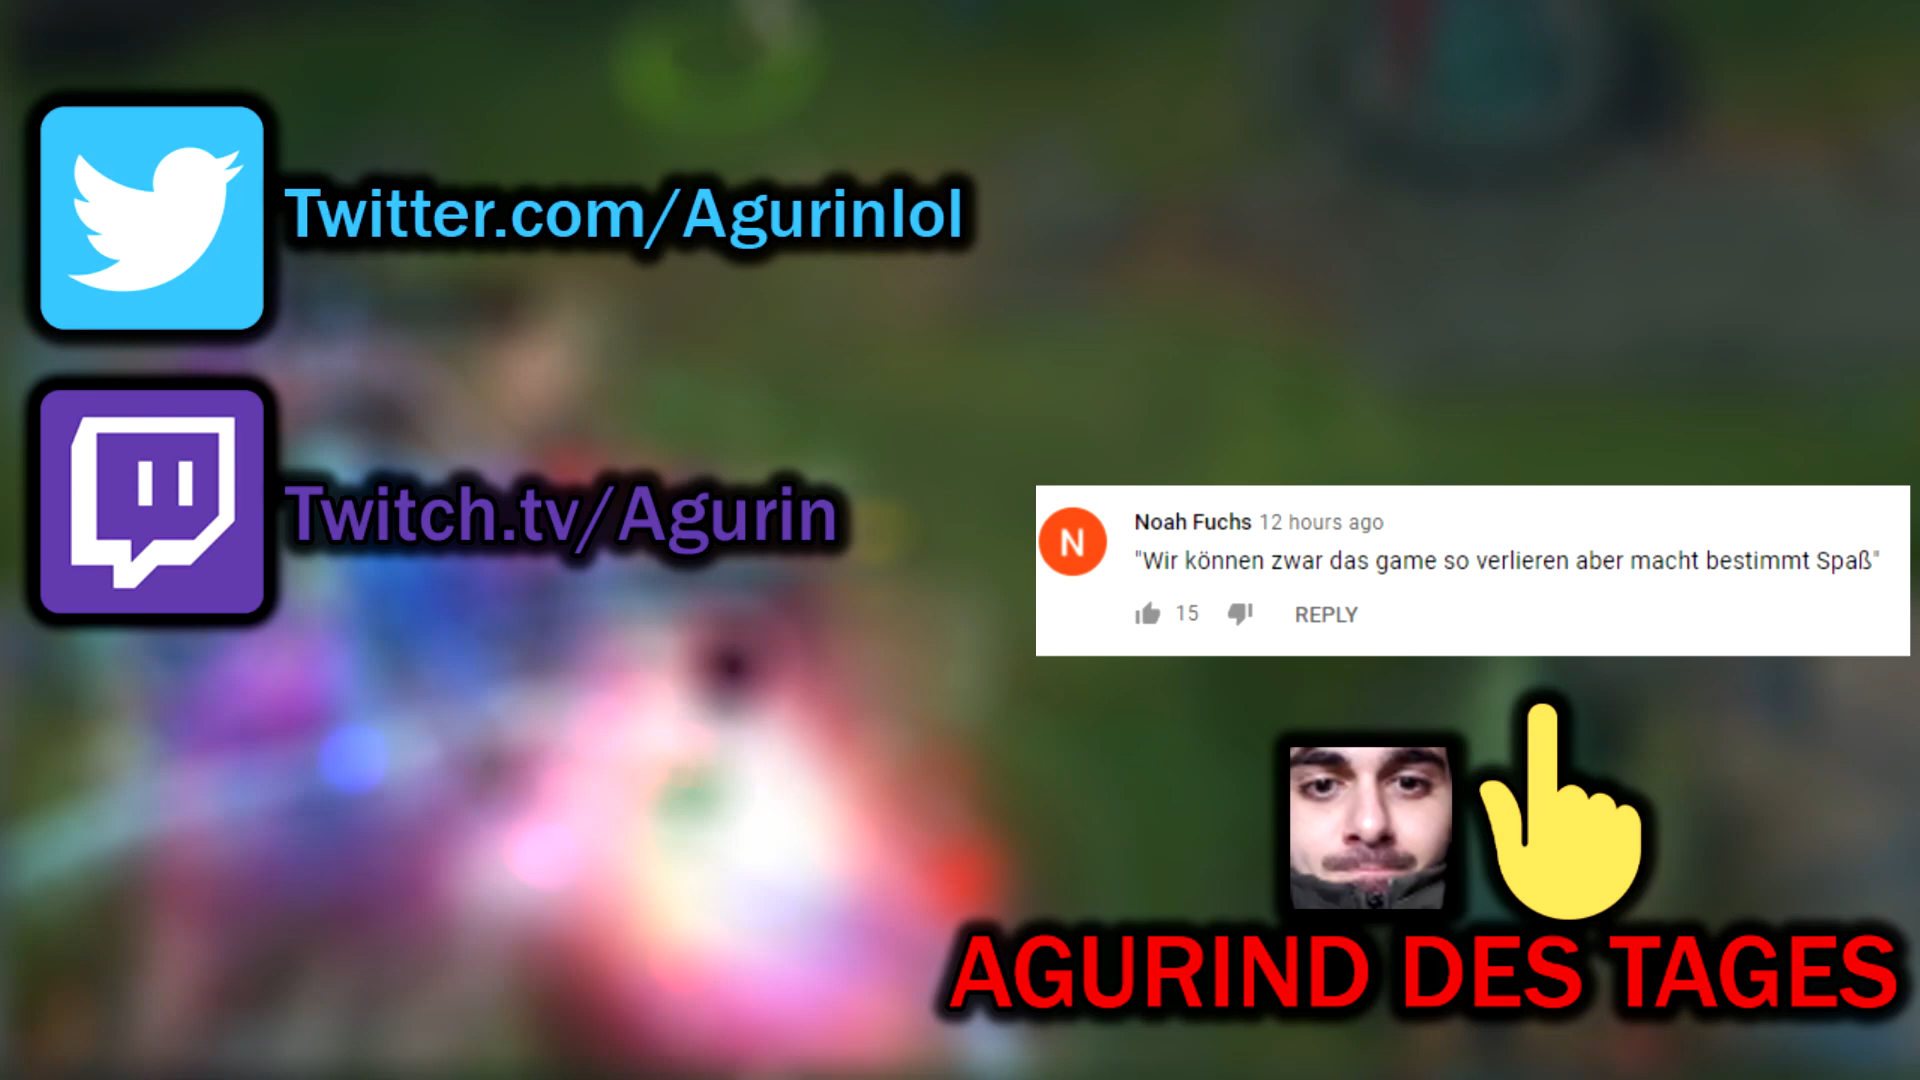 Twitter.com/Agurinlol
Twitch.tv/Agurin
N
Noah Fuchs 12 hours ago
"Wir können zwar das game so verlieren aber macht bestimmt Spaß"
15 REPLY
AGURIND DES TAGES